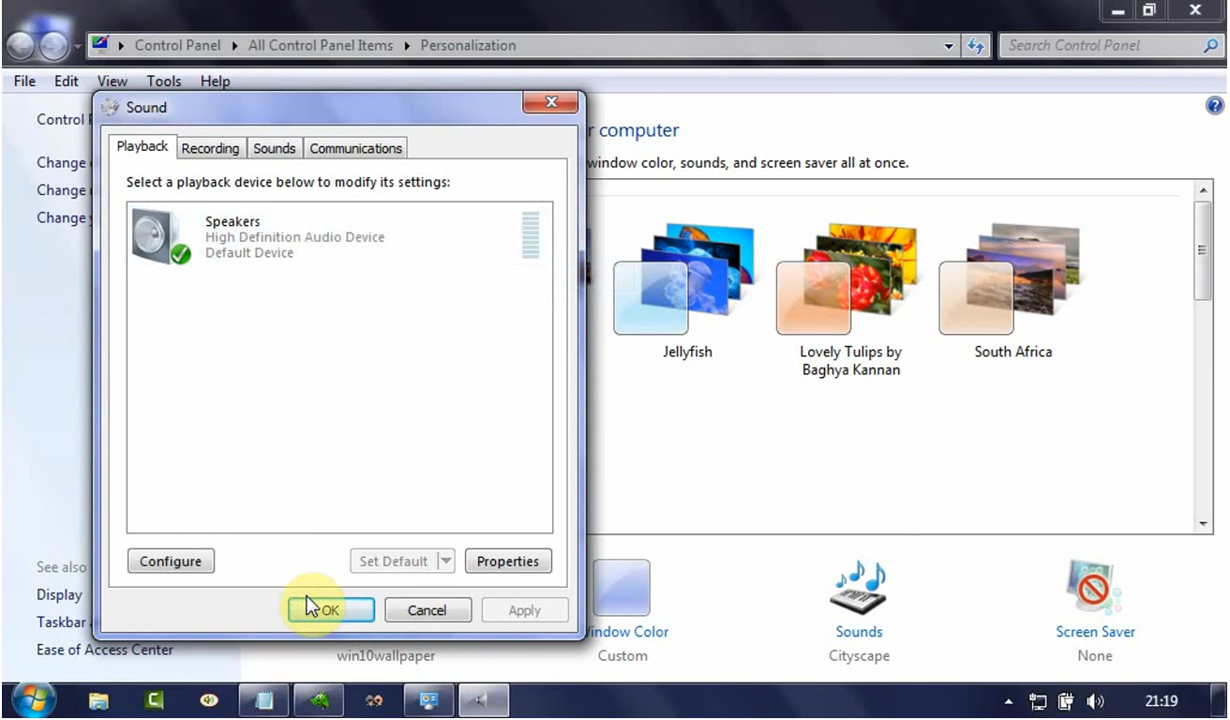 Control Panel ▸ All Control Panel Items ▸ Personalization
Search Control Panel
File Edit View Tools Help
Sound
Control
Change
Change
Change
r computer
window color, sounds, and screen saver all at once.
Playback Recording Sounds Communications
Select a playback device below to modify its settings:
Speakers
High Definition Audio Device
Default Device
Jellyfish
Lovely Tulips by
Baghya Kannan
South Africa
Configure Set Default Properties
OK Cancel Apply
See also
Display
Taskbar
Ease of Access Center
win10wallpaper
Window Color
Custom
Sounds
Cityscape
Screen Saver
None
21:19